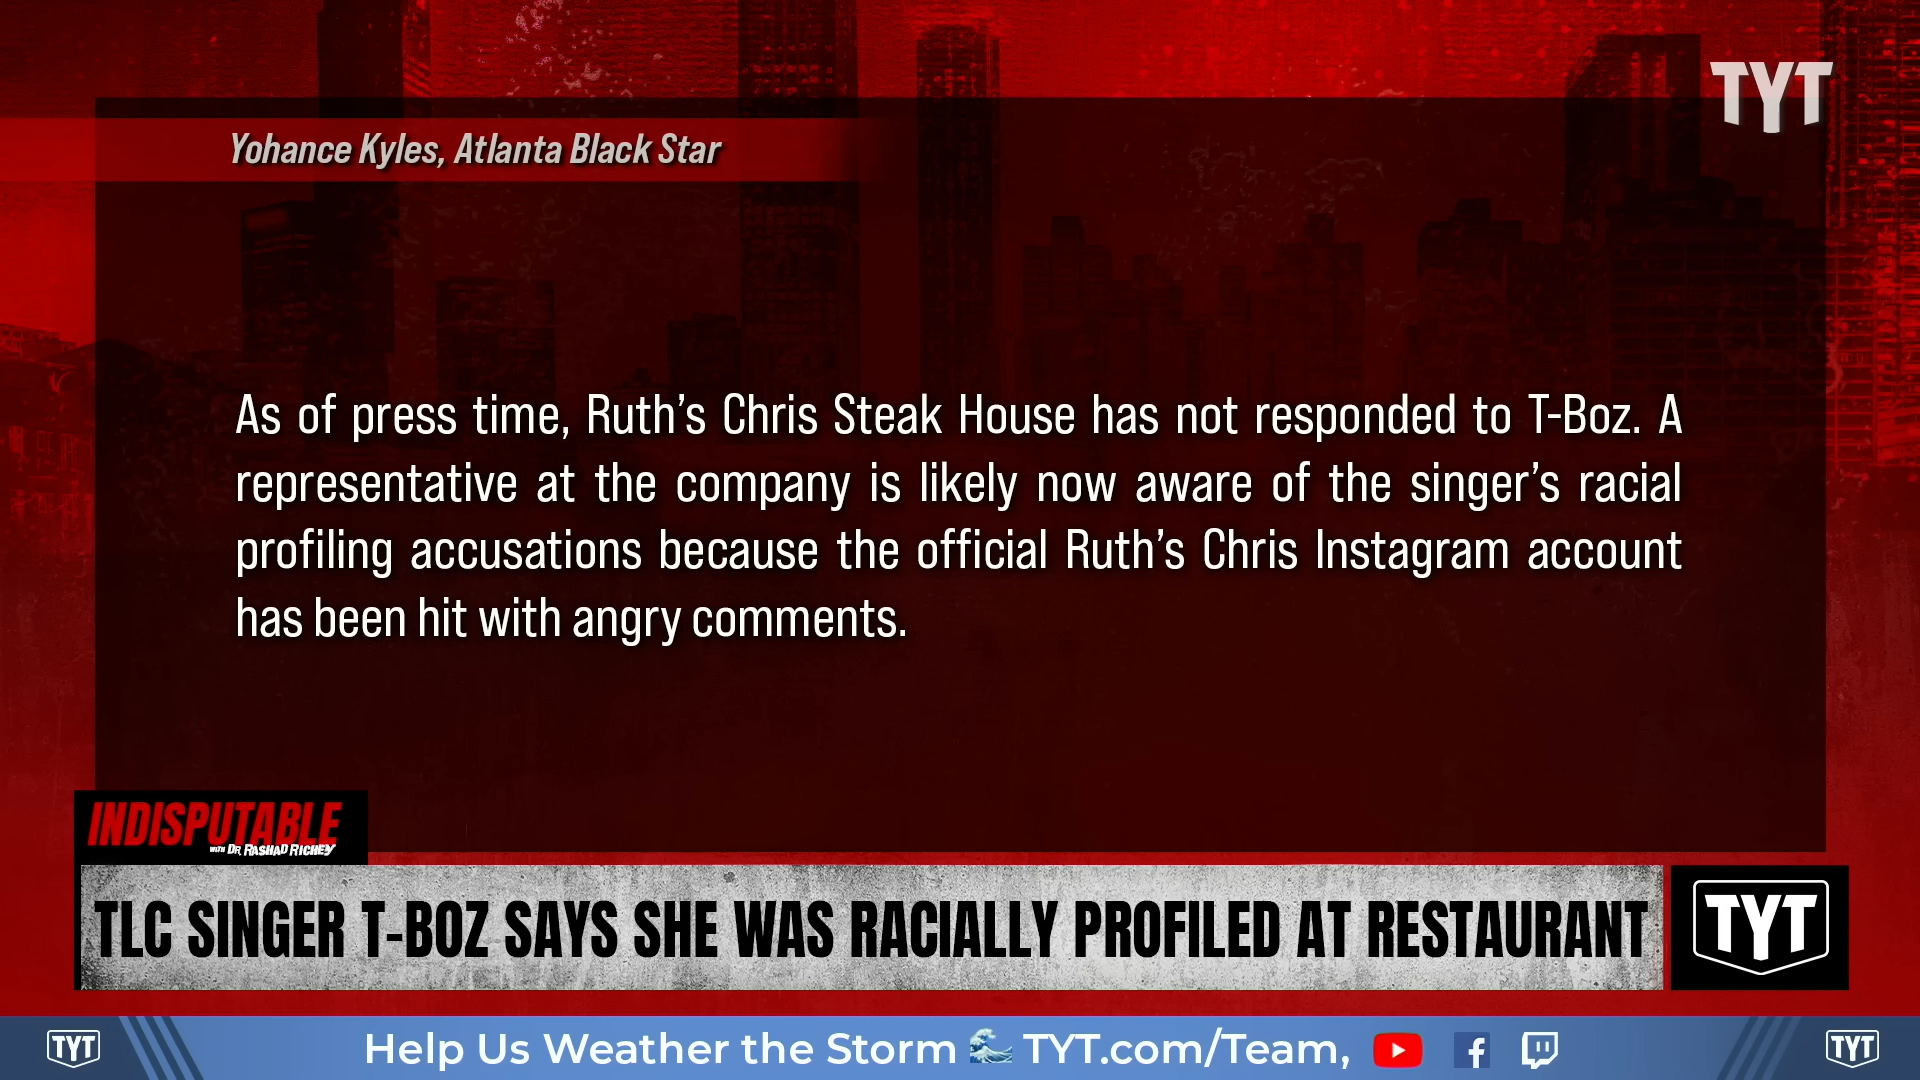 TYT
Yohance Kyles, Atlanta Black Star
As of press time, Ruth’s Chris Steak House has not responded to T-Boz. A
representative at the company is likely now aware of the singer’s racial
profiling accusations because the official Ruth’s Chris Instagram account
has been hit with angry comments.
INDISPUTABLE
WITH DR RASHAD RICHEY
TLC SINGER T-BOZ SAYS SHE WAS RACIALLY PROFILED AT RESTAURANT
TYT
TYT
Help Us Weather the Storm 🌊 TYT.com/Team,
TYT